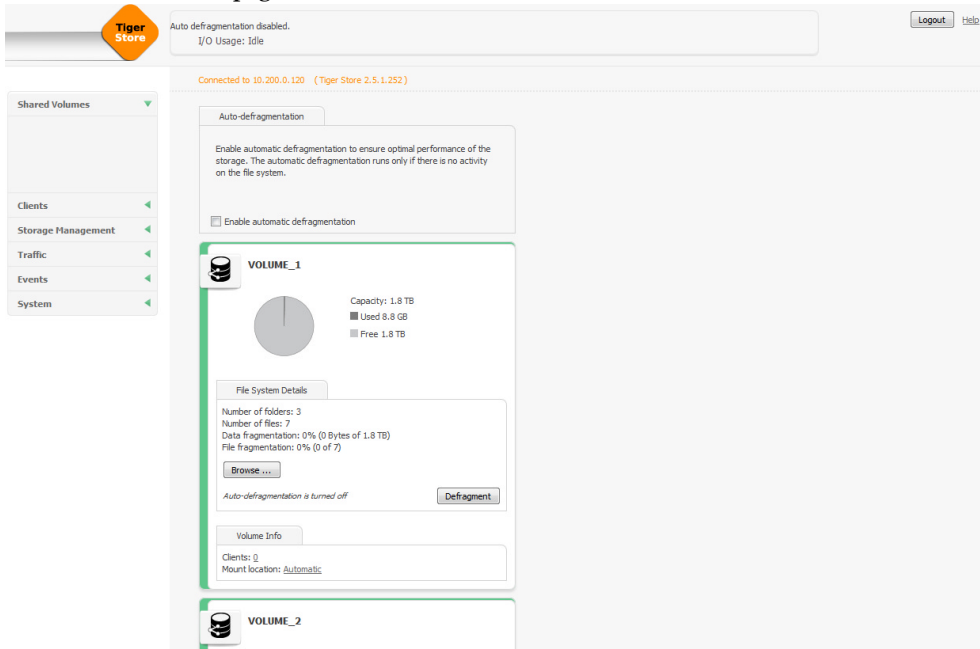 Tiger
Store
Auto defragmentation disabled.
I/O Usage: Idle
Logout
Help
Connected to 10.200.0.120 (Tiger Store 2.5.1.252)
Shared Volumes
Clients
Storage Management
Traffic
Events
System
Auto-defragmentation
Enable automatic defragmentation to ensure optimal performance of the
storage. The automatic defragmentation runs only if there is no activity
on the file system.
Enable automatic defragmentation
VOLUME_1
Capacity: 1.8 TB
Used 8.8 GB
Free 1.8 TB
File System Details
Number of folders: 3
Number of files: 7
Data fragmentation: 0% (0 Bytes of 1.8 TB)
File fragmentation: 0% (0 of 7)
Browse ...
Auto-defragmentation is turned off
Defragment
Volume Info
Clients: 0
Mount location: Automatic
VOLUME_2